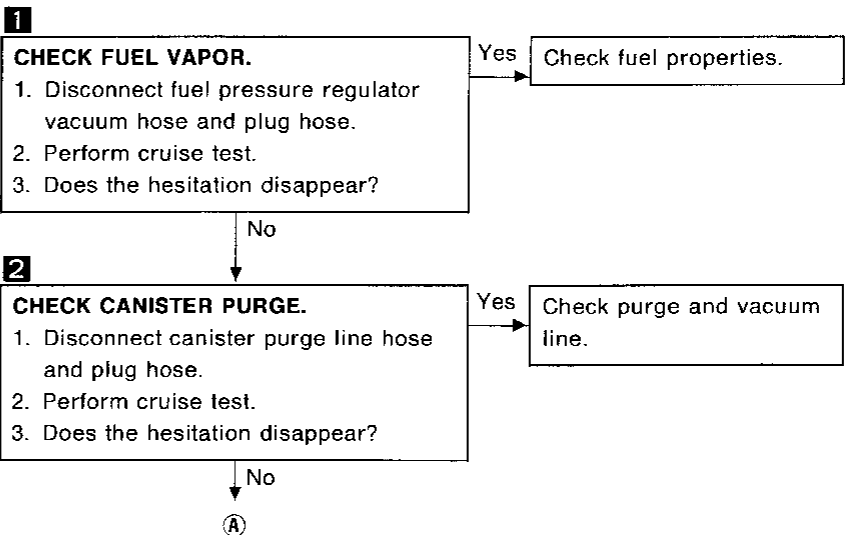 1
CHECK FUEL VAPOR.
1. Disconnect fuel pressure regulator
vacuum hose and plug hose.
2. Perform cruise test.
3. Does the hesitation disappear?
Yes
Check fuel properties.
No
2
CHECK CANISTER PURGE.
1. Disconnect canister purge line hose
and plug hose.
2. Perform cruise test.
3. Does the hesitation disappear?
Yes
Check purge and vacuum
line.
No
Ⓐ